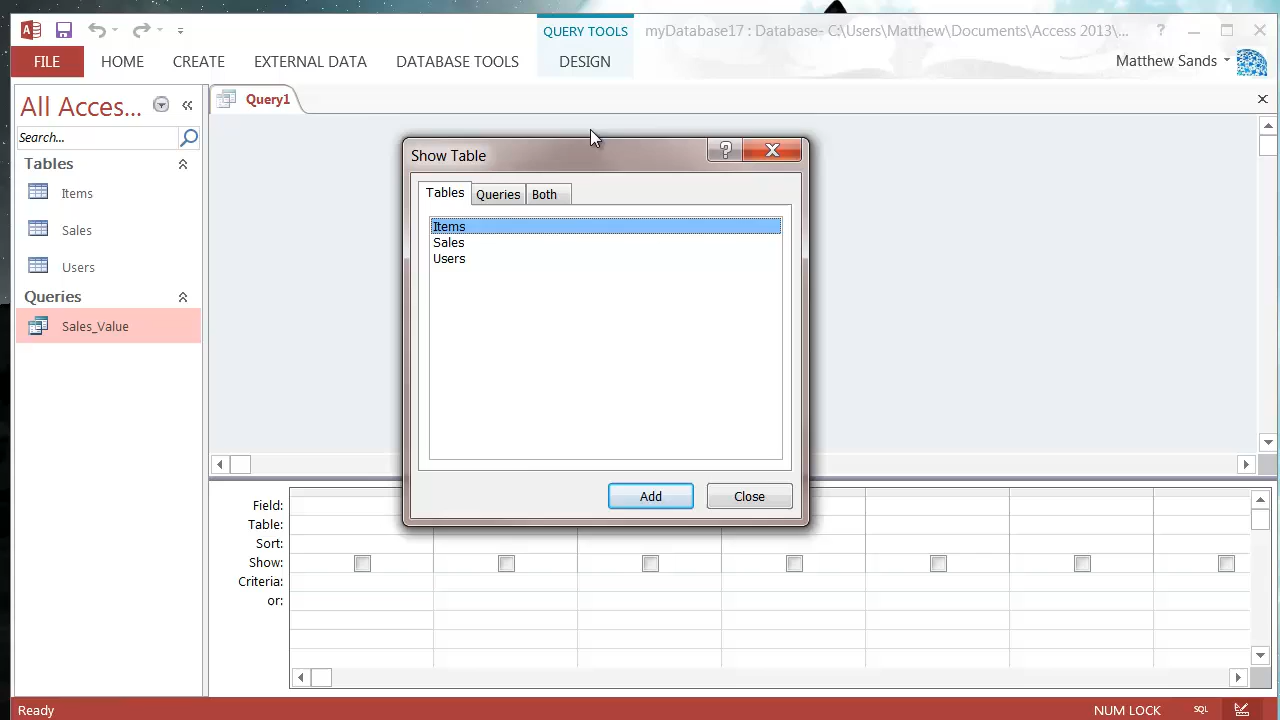 QUERY TOOLS
myDatabase17 : Database- C:\Users\Matthew\Documents\Access 2013\...
?
FILE
HOME
CREATE
EXTERNAL DATA
DATABASE TOOLS
DESIGN
Matthew Sands
All Acces...
Search...
Tables
Items
Sales
Users
Queries
Sales_Value
Query1
Show Table
?
Tables
Queries
Both
Items
Sales
Users
Add
Close
Field:
Table:
Sort:
Show:
Criteria:
or:
Ready
NUM LOCK
SQL